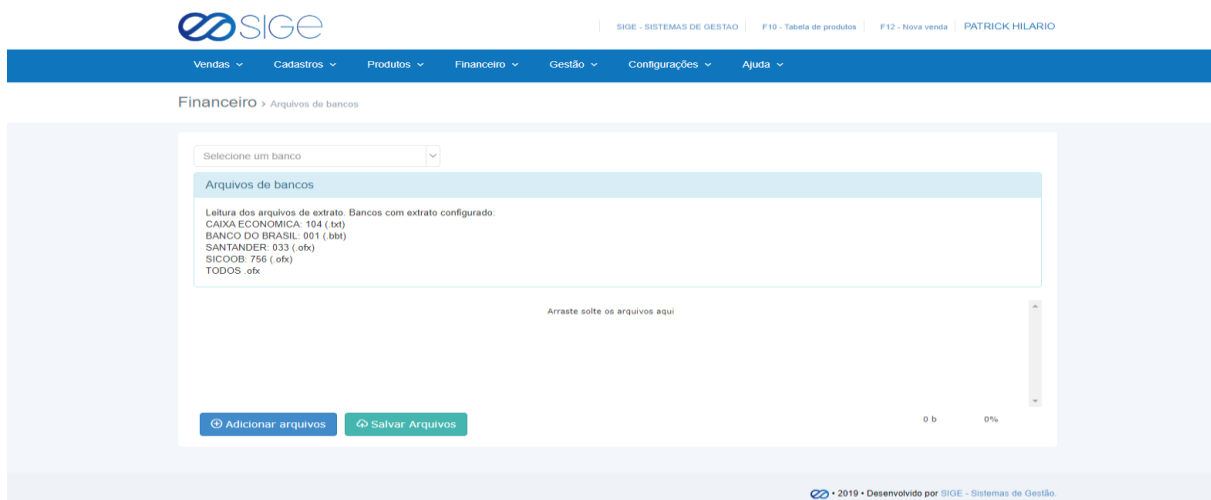 SIGE
SIGE - SISTEMAS DE GESTAO F10 - Tabela de produtos F12 - Nova venda PATRICK HILARIO
Vendas Cadastros Produtos Financeiro Gestão Configurações Ajuda
Financeiro › Arquivos de bancos
Selecione um banco
Arquivos de bancos
Leitura dos arquivos de extrato. Bancos com extrato configurado:
CAIXA ECONOMICA: 104 (.txt)
BANCO DO BRASIL: 001 (.bbt)
SANTANDER: 033 (.ofx)
SICOOB: 756 (.ofx)
TODOS .ofx
Arraste solte os arquivos aqui
Adicionar arquivos Salvar Arquivos 0 b 0%
• 2019 • Desenvolvido por SIGE - Sistemas de Gestão.